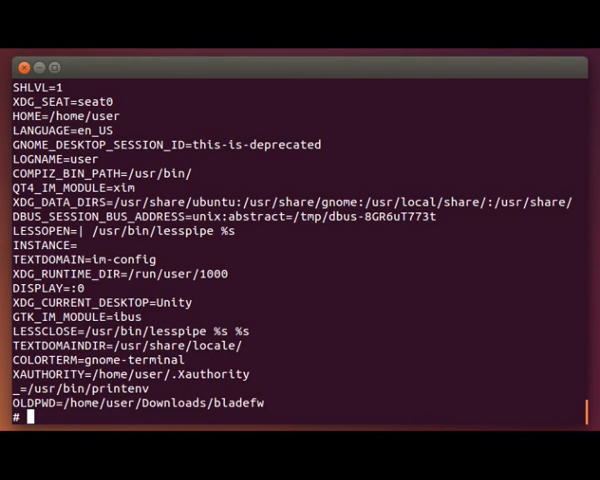 SHLVL=1
XDG_SEAT=seat0
HOME=/home/user
LANGUAGE=en_US
GNOME_DESKTOP_SESSION_ID=this-is-deprecated
LOGNAME=user
COMPIZ_BIN_PATH=/usr/bin/
QT4_IM_MODULE=xim
XDG_DATA_DIRS=/usr/share/ubuntu:/usr/share/gnome:/usr/local/share/:/usr/share/
DBUS_SESSION_BUS_ADDRESS=unix:abstract=/tmp/dbus-8GR6uT773t
LESSOPEN=| /usr/bin/lesspipe %s
INSTANCE=
TEXTDOMAIN=im-config
XDG_RUNTIME_DIR=/run/user/1000
DISPLAY=:0
XDG_CURRENT_DESKTOP=Unity
GTK_IM_MODULE=ibus
LESSCLOSE=/usr/bin/lesspipe %s %s
TEXTDOMAINDIR=/usr/share/locale/
COLORTERM=gnome-terminal
XAUTHORITY=/home/user/.Xauthority
_=/usr/bin/printenv
OLDPWD=/home/user/Downloads/bladefw
#